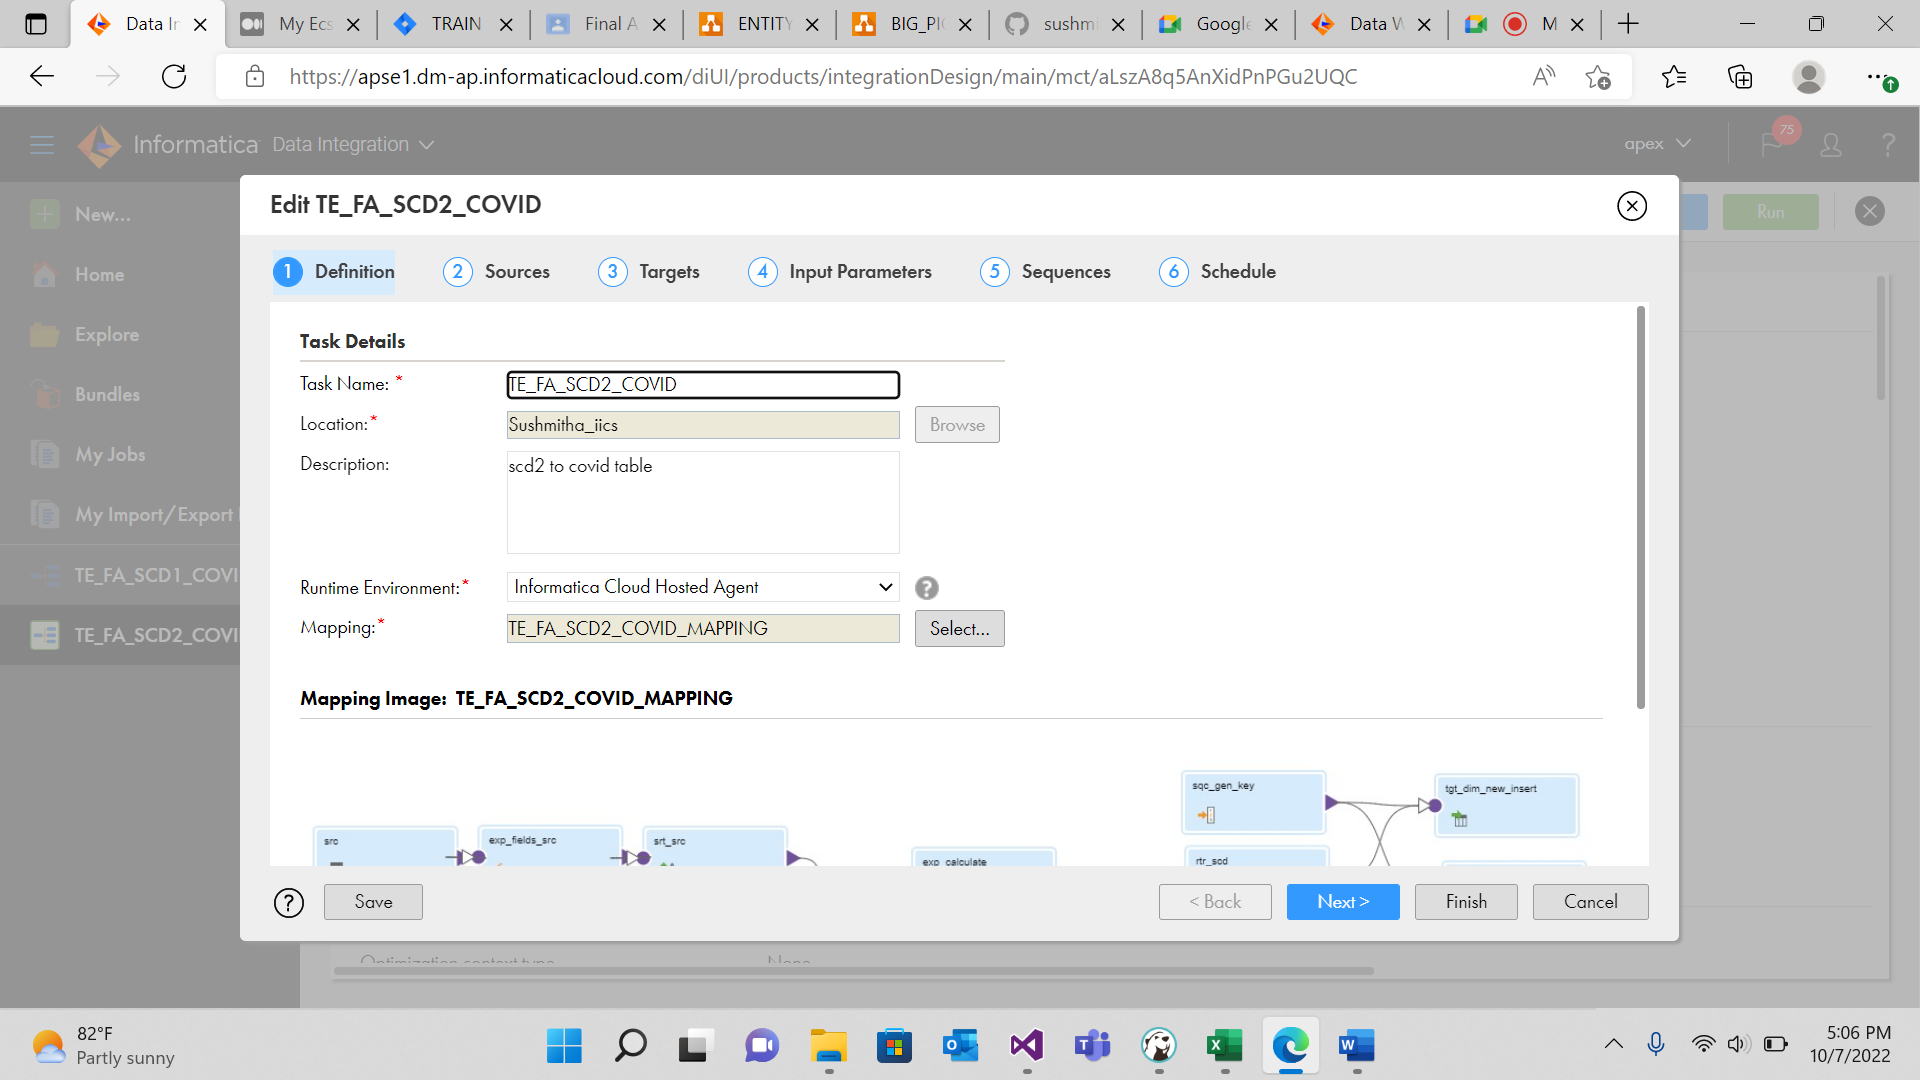 Data In
My Ecs
TRAIN
Final A
ENTITY
BIG_PIC
sushmi
Google
Data W
M
https://apse1.dm-ap.informaticacloud.com/diUI/products/integrationDesign/main/mct/aLszA8q5AnXidPnPGu2UQC
Informatica Data Integration
apex
75
?
New...
Home
Explore
Bundles
My Jobs
My Import/Export
TE_FA_SCD1_COVI
TE_FA_SCD2_COVI
Run
Edit TE_FA_SCD2_COVID
1 Definition
2 Sources
3 Targets
4 Input Parameters
5 Sequences
6 Schedule
Task Details
Task Name: * TE_FA_SCD2_COVID
Location:* Sushmitha_iics Browse
Description: scd2 to covid table
Runtime Environment:* Informatica Cloud Hosted Agent ?
Mapping:* TE_FA_SCD2_COVID_MAPPING Select...
Mapping Image: TE_FA_SCD2_COVID_MAPPING
sqc_gen_key
tgt_dim_new_insert
src
exp_fields_src
srt_src
exp_calculate
rtr_scd
? Save
< Back
Next >
Finish
Cancel
Optimization context type None
82°F
Partly sunny
5:06 PM
10/7/2022